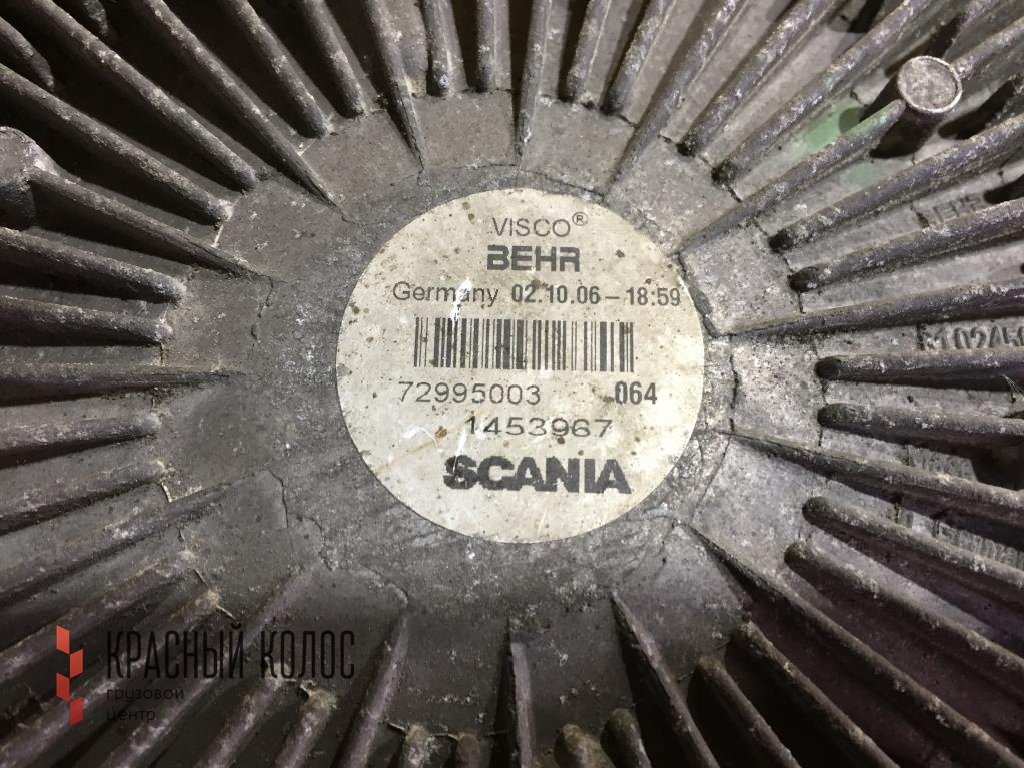 VISCO®
BEHR
Germany 02.10.06-18:59
72995003 064
1453967
SCANIA
КРАСНЫЙ КОЛОС
грузовой
центр